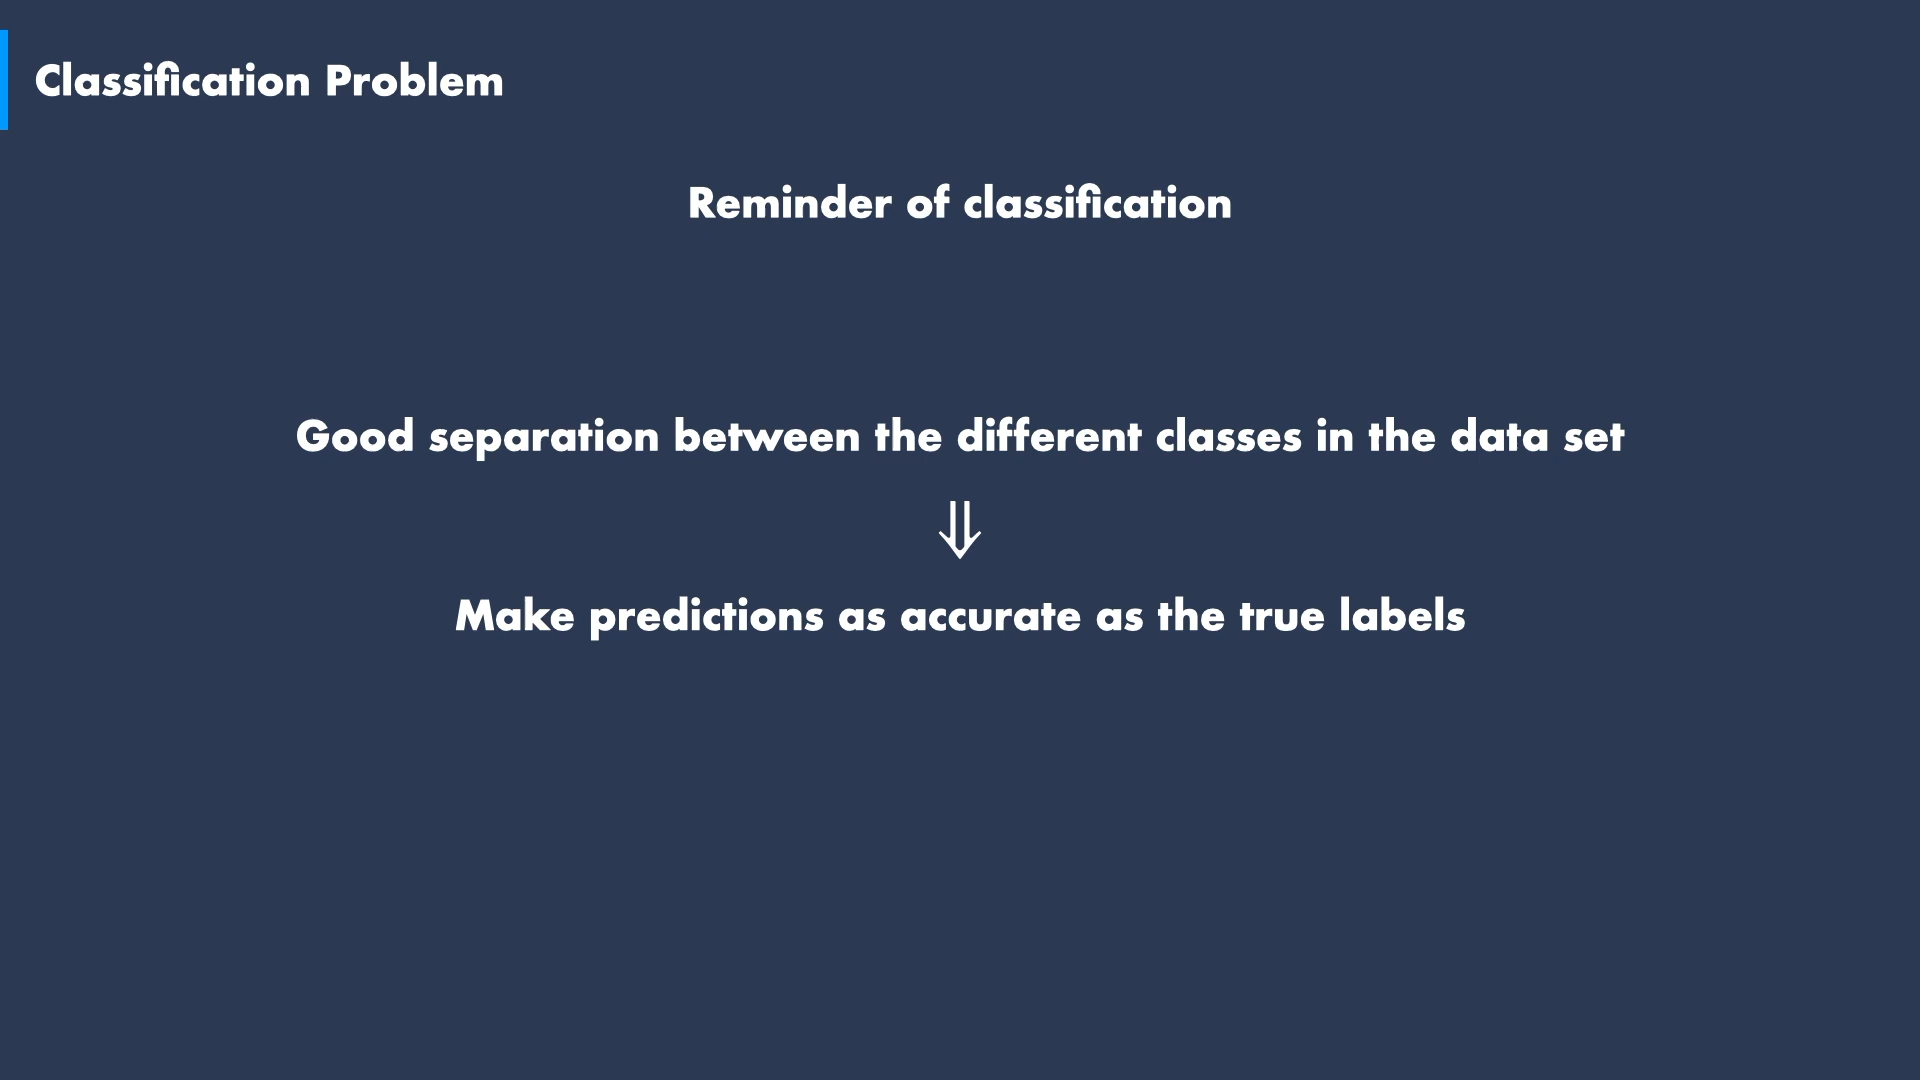 Classification Problem
Reminder of classification
Good separation between the different classes in the data set
⇓
Make predictions as accurate as the true labels